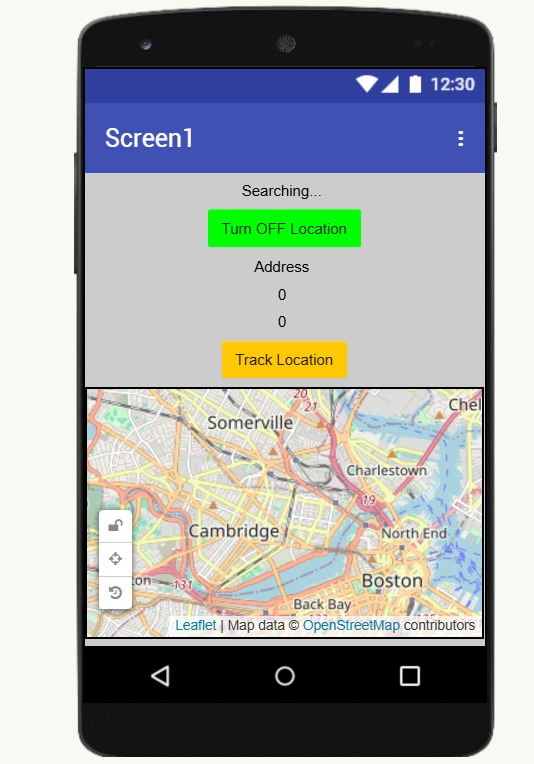 12:30
Screen1
Searching...
Turn OFF Location
Address
0
0
Track Location
20
21
Chel
Somerville
Charlestown
19
Cambridge
North End
ton
131
Boston
Back Bay
Leaflet | Map data © OpenStreetMap contributors